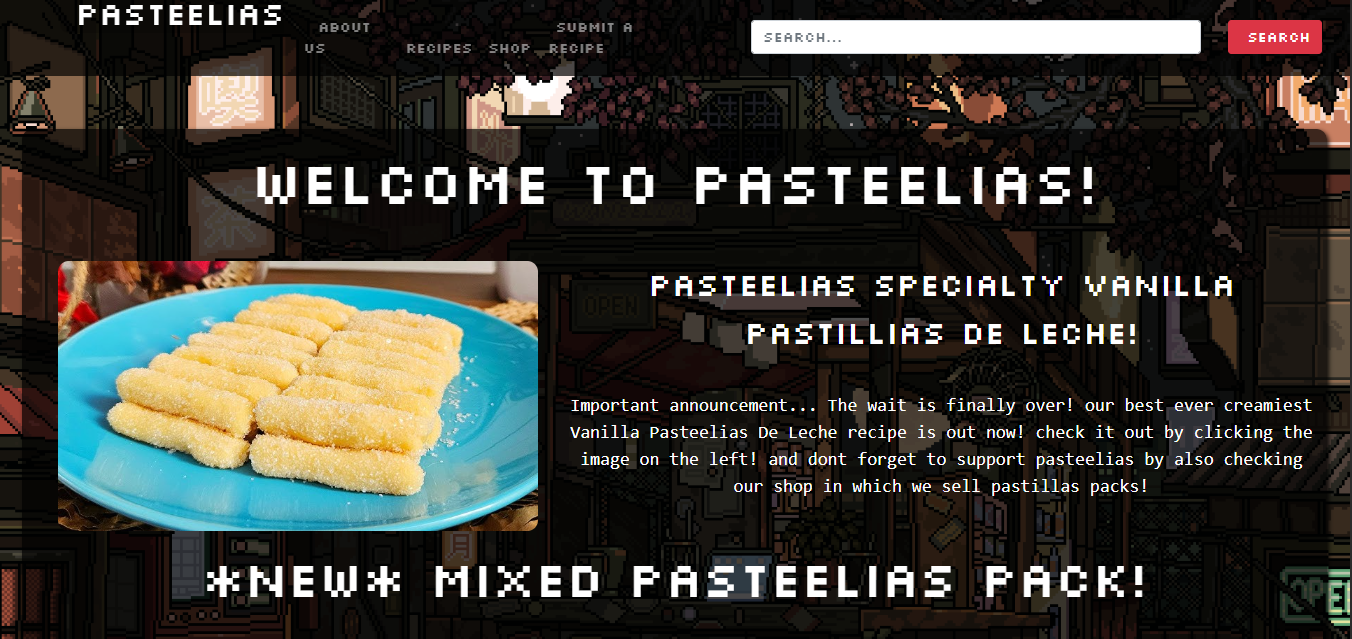 PASTEELIAS
ABOUT US
RECIPES
SHOP
SUBMIT A RECIPE
SEARCH...
SEARCH
WELCOME TO PASTEELIAS!
OPEN
PASTEELIAS SPECIALTY VANILLA
PASTILLIAS DE LECHE!
Important announcement... The wait is finally over! our best ever creamiest
Vanilla Pasteelias De Leche recipe is out now! check it out by clicking the
image on the left! and dont forget to support pasteelias by also checking
our shop in which we sell pastillas packs!
月
*NEW* MIXED PASTEELIAS PACK!